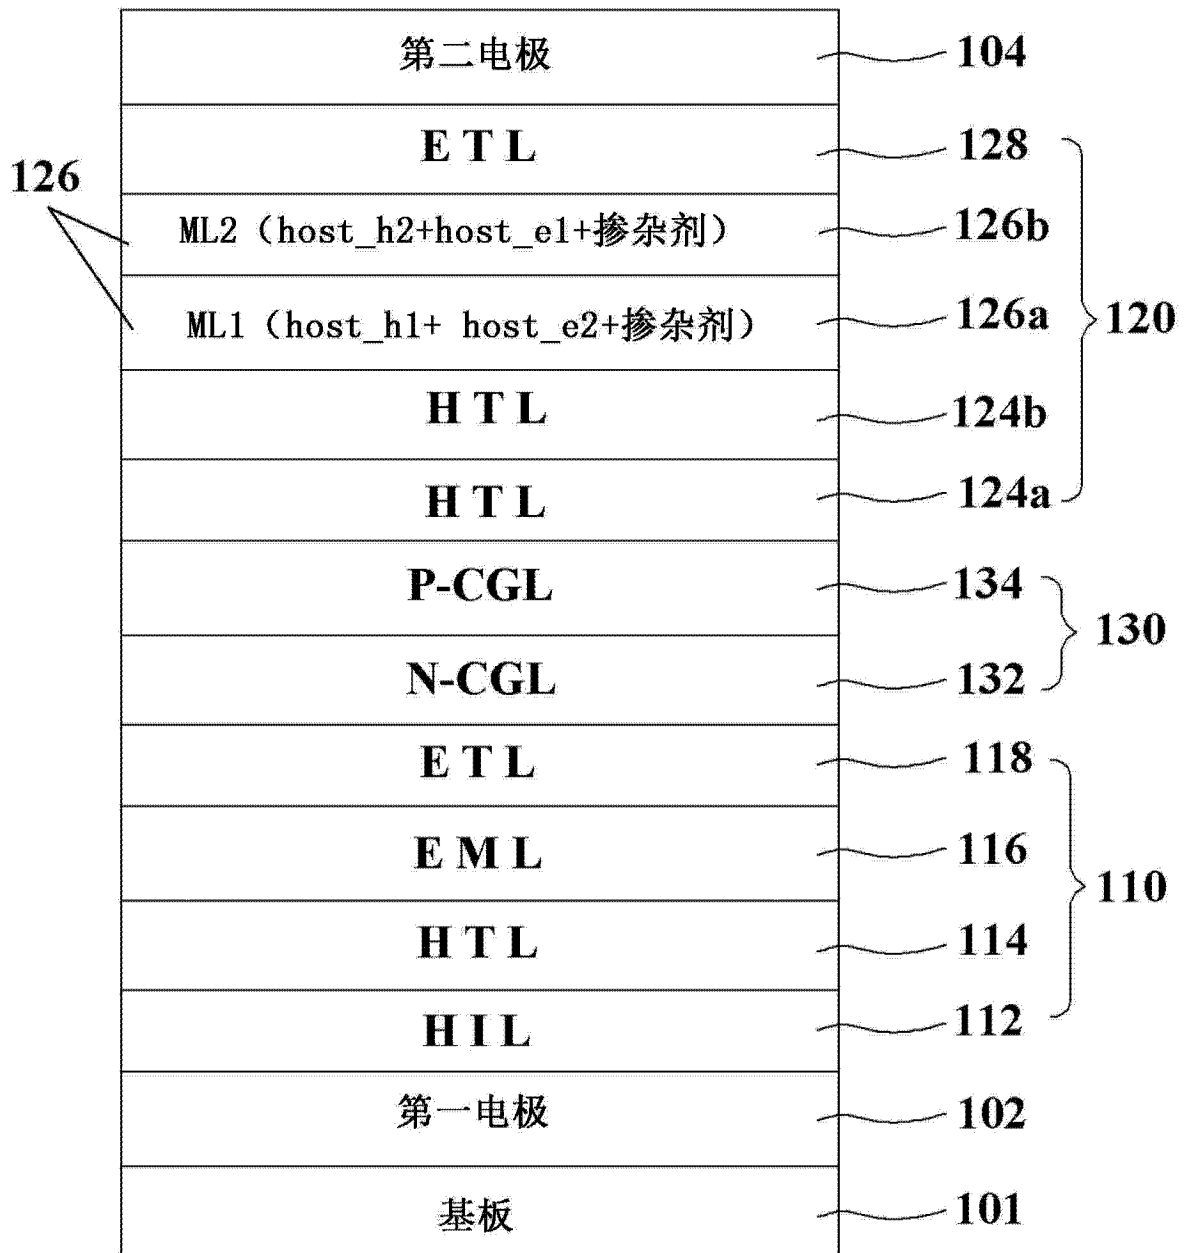 第二电极 104
E T L 128
126
ML2（host_h2+host_e1+掺杂剂） 126b
ML1（host_h1+ host_e2+掺杂剂） 126a
120
H T L 124b
H T L 124a
P-CGL 134
130
N-CGL 132
E T L 118
E M L 116
110
H T L 114
H I L 112
第一电极 102
基板 101